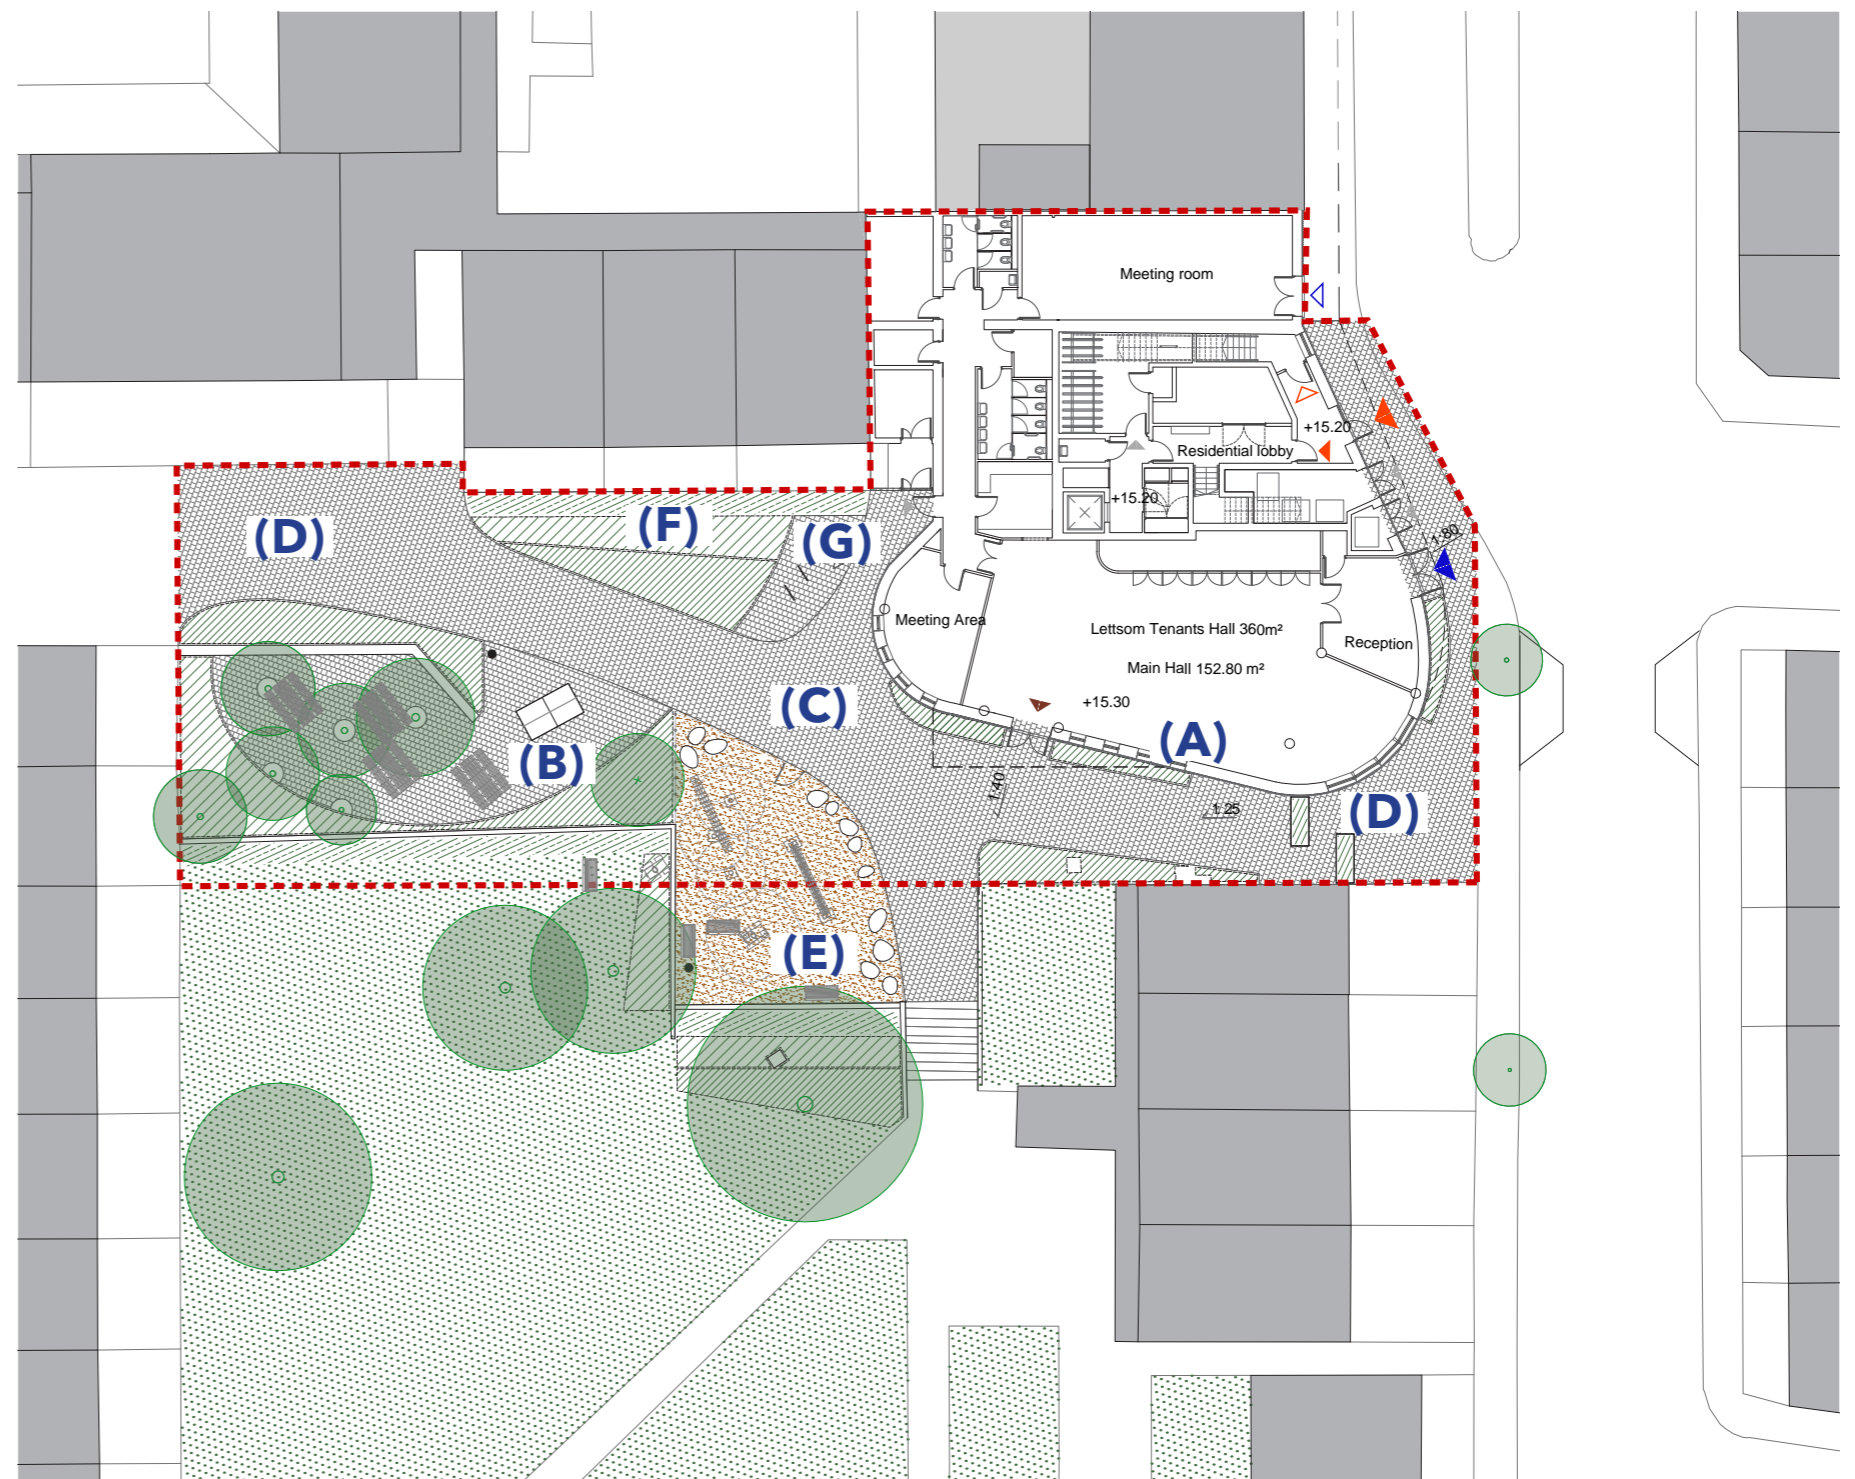 Meeting room
+15.20
Residential lobby
+15.20
(D)
(F)
(G)
1:80
Meeting Area
Lettsom Tenants Hall 360m²
Reception
Main Hall 152.80 m²
(C)
+15.30
(A)
(B)
1:40
1:25
(D)
(E)